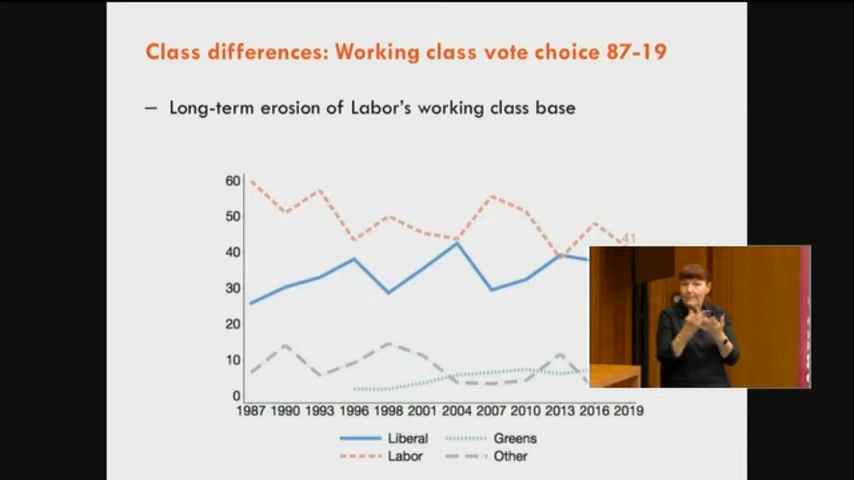 Class differences: Working class vote choice 87-19
– Long-term erosion of Labor's working class base
60
50
41
40
30
20
10
0
1987 1990 1993 1996 1998 2001 2004 2007 2010 2013 2016 2019
Liberal Greens
Labor Other